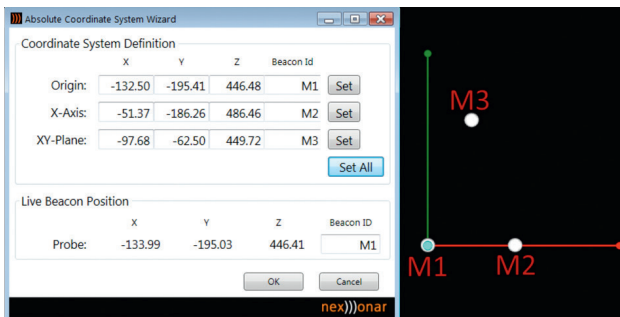 Absolute Coordinate System Wizard
Coordinate System Definition
X Y Z Beacon Id
Origin: -132.50 -195.41 446.48 M1 Set
X-Axis: -51.37 -186.26 486.46 M2 Set
XY-Plane: -97.68 -62.50 449.72 M3 Set
Set All
Live Beacon Position
X Y Z Beacon ID
Probe: -133.99 -195.03 446.41 M1
OK Cancel
nex)))onar
M3
M1 M2